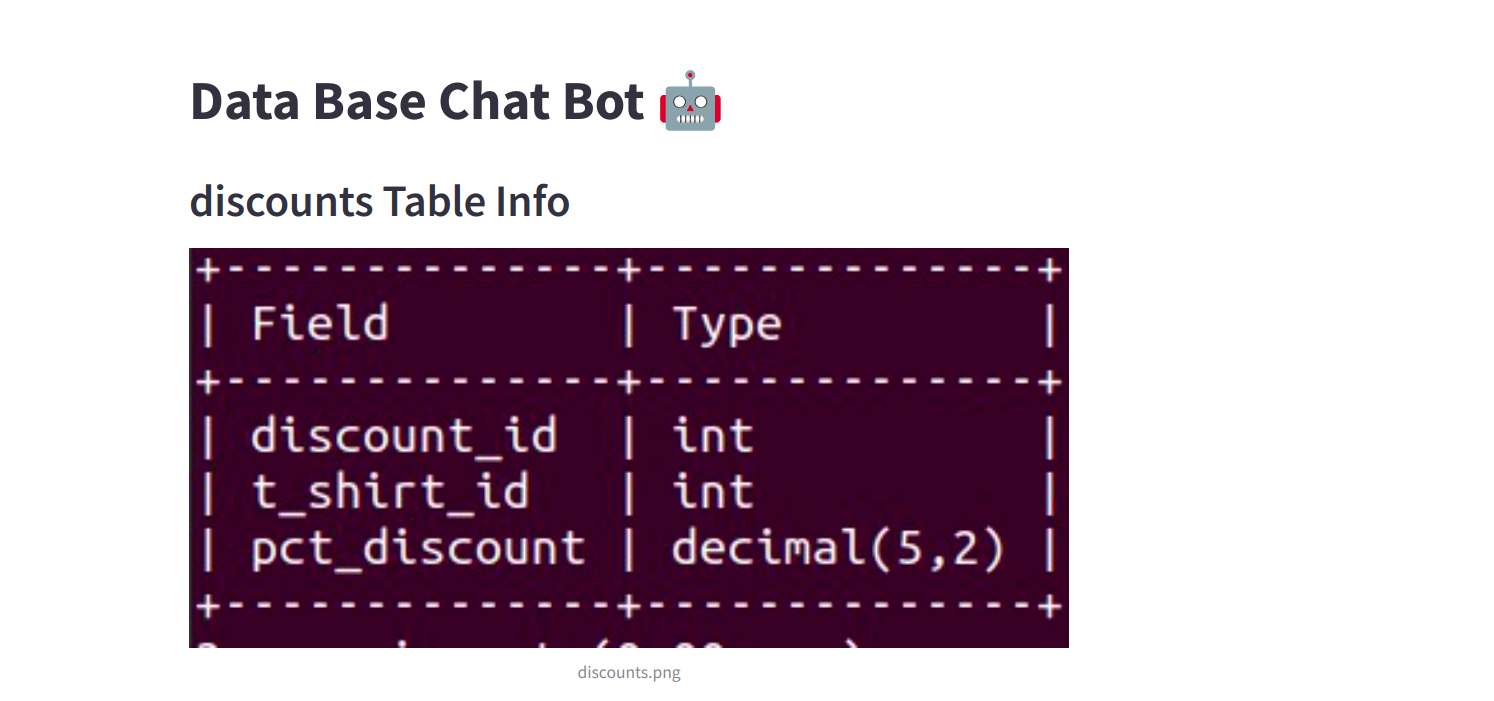 Data Base Chat Bot 🤖
discounts Table Info
+---------------+--------------+
| Field | Type |
+---------------+--------------+
| discount_id | int |
| t_shirt_id | int |
| pct_discount | decimal(5,2) |
+---------------+--------------+
discounts.png